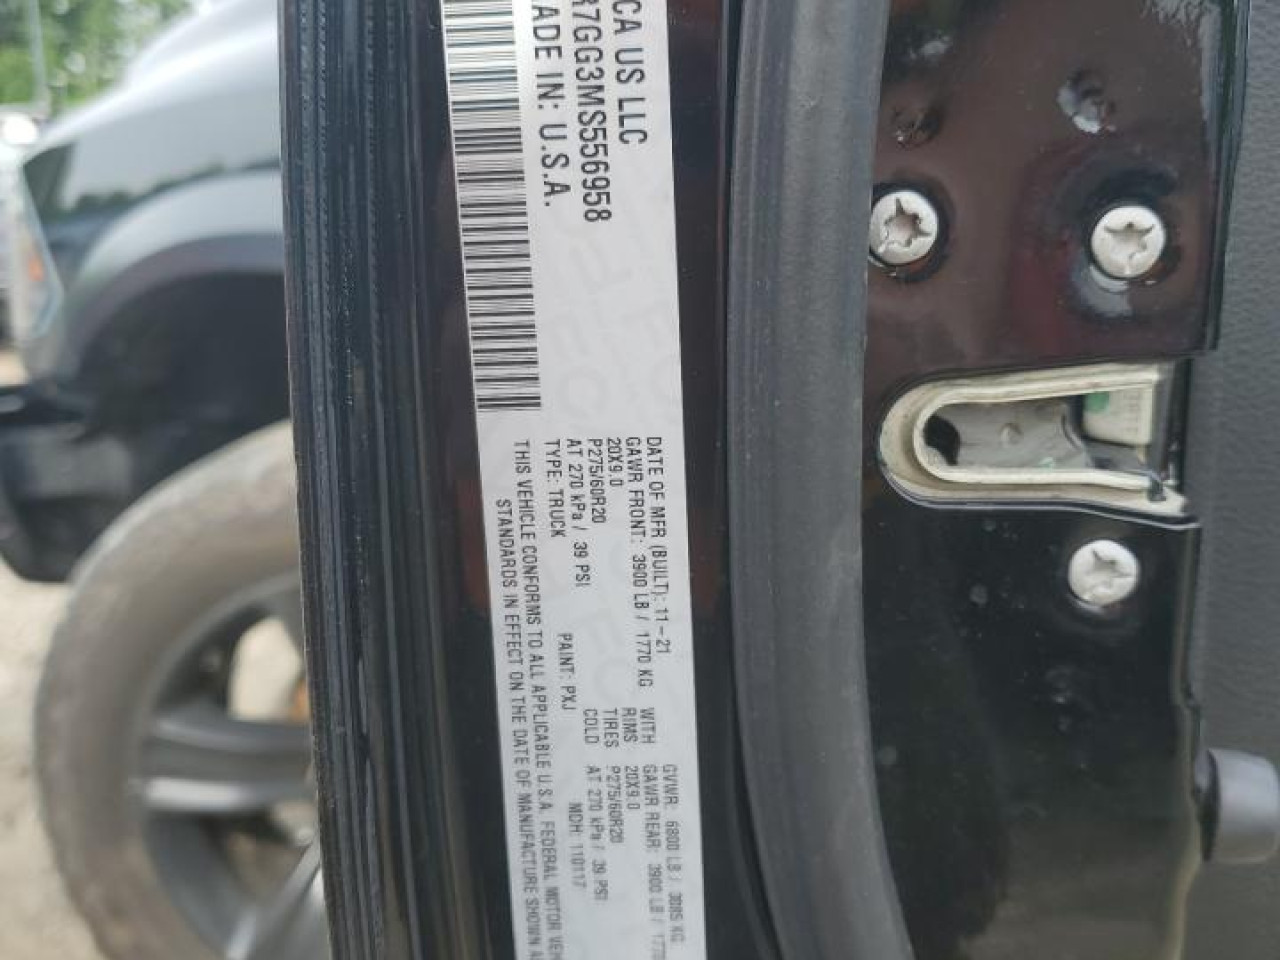 CA US LLC
R7GG3MS556958
ADE IN: U.S.A.
DATE OF MFR (BUILT): 11-21 GVWR: 6800 LB / 3085 KG
GAWR FRONT: 3900 LB / 1770 KG WITH GAWR REAR: 3900 LB / 1770
20X9.0 RIMS 20X9.0
P275/60R20 TIRES P275/60R20
AT 270 kPa / 39 PSI COLD AT 270 kPa / 39 PSI
TYPE: TRUCK PAINT: PXJ MDH: 110117
THIS VEHICLE CONFORMS TO ALL APPLICABLE U.S.A. FEDERAL MOTOR VEH
STANDARDS IN EFFECT ON THE DATE OF MANUFACTURE SHOWN A